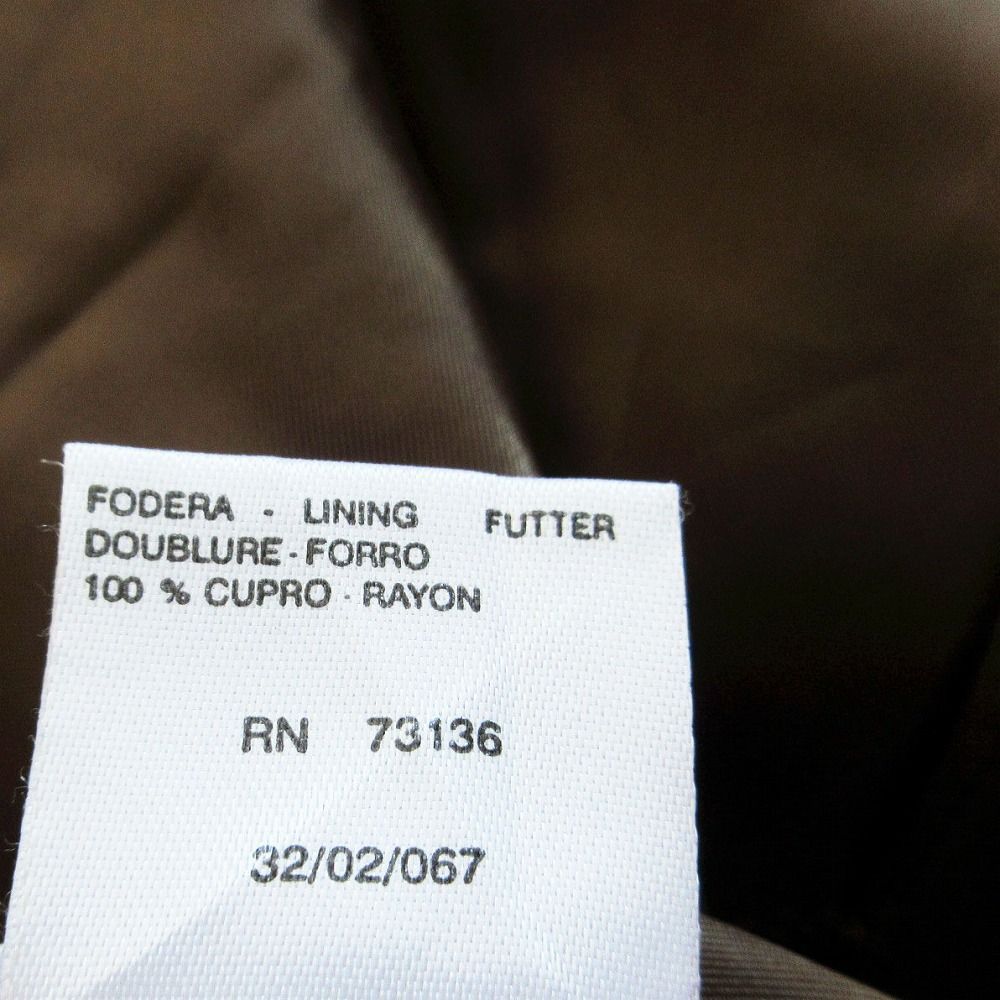 FODERA - LINING FUTTER
DOUBLURE - FORRO
100 % CUPRO - RAYON
RN 73136
32/02/067